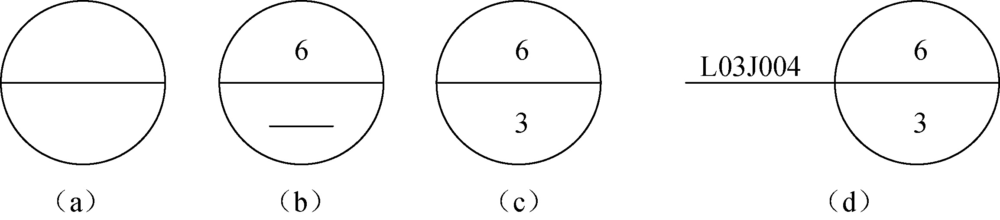 6 6 6
L03J004
3 3
（a） （b） （c） （d）